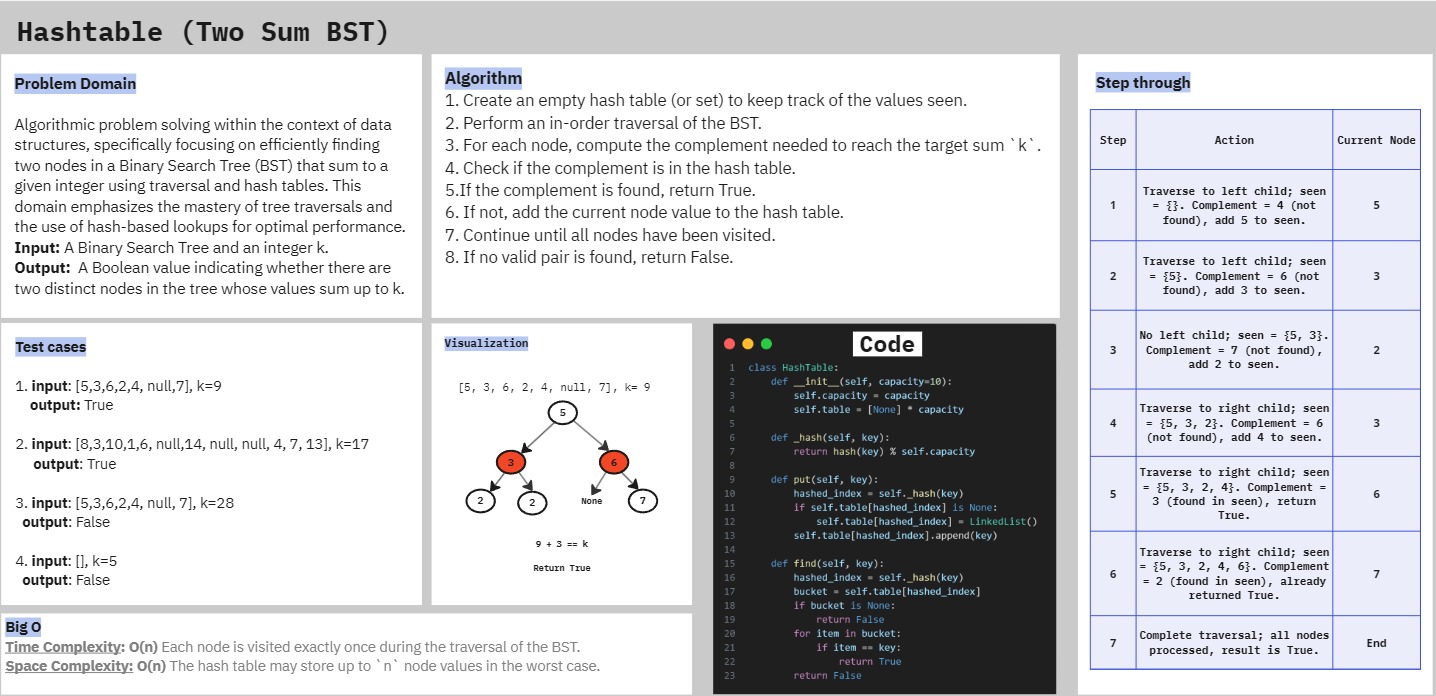 Hashtable (Two Sum BST)
Problem Domain
Algorithmic problem solving within the context of data
structures, specifically focusing on efficiently finding
two nodes in a Binary Search Tree (BST) that sum to a
given integer using traversal and hash tables. This
domain emphasizes the mastery of tree traversals and
the use of hash-based lookups for optimal performance.
Input: A Binary Search Tree and an integer k.
Output: A Boolean value indicating whether there are
two distinct nodes in the tree whose values sum up to k.
Algorithm
1. Create an empty hash table (or set) to keep track of the values seen.
2. Perform an in-order traversal of the BST.
3. For each node, compute the complement needed to reach the target sum `k`.
4. Check if the complement is in the hash table.
5.If the complement is found, return True.
6. If not, add the current node value to the hash table.
7. Continue until all nodes have been visited.
8. If no valid pair is found, return False.
Test cases
1. input: [5,3,6,2,4, null,7], k=9
output: True
2. input: [8,3,10,1,6, null,14, null, null, 4, 7, 13], k=17
output: True
3. input: [5,3,6,2,4, null, 7], k=28
output: False
4. input: [], k=5
output: False
Visualization
[5, 3, 6, 2, 4, null, 7], k= 9
5
3 6
2 2 None 7
9 + 3 == k
Return True
Code
1 class HashTable:
2 def __init__(self, capacity=10):
3 self.capacity = capacity
4 self.table = [None] * capacity
5
6 def _hash(self, key):
7 return hash(key) % self.capacity
8
9 def put(self, key):
10 hashed_index = self._hash(key)
11 if self.table[hashed_index] is None:
12 self.table[hashed_index] = LinkedList()
13 self.table[hashed_index].append(key)
14
15 def find(self, key):
16 hashed_index = self._hash(key)
17 bucket = self.table[hashed_index]
18 if bucket is None:
19 return False
20 for item in bucket:
21 if item == key:
22 return True
23 return False
Big O
Time Complexity: O(n) Each node is visited exactly once during the traversal of the BST.
Space Complexity: O(n) The hash table may store up to `n` node values in the worst case.
Step through
Step Action Current Node
Traverse to left child; seen
1 = {}. Complement = 4 (not 5
found), add 5 to seen.
Traverse to left child; seen
2 = {5}. Complement = 6 (not 3
found), add 3 to seen.
No left child; seen = {5, 3}.
3 Complement = 7 (not found), 2
add 2 to seen.
Traverse to right child; seen
4 = {5, 3, 2}. Complement = 6 3
(not found), add 4 to seen.
Traverse to right child; seen
5 = {5, 3, 2, 4}. Complement = 6
3 (found in seen), return
True.
Traverse to right child; seen
6 = {5, 3, 2, 4, 6}. Complement 7
= 2 (found in seen), already
returned True.
7 Complete traversal; all nodes End
processed, result is True.